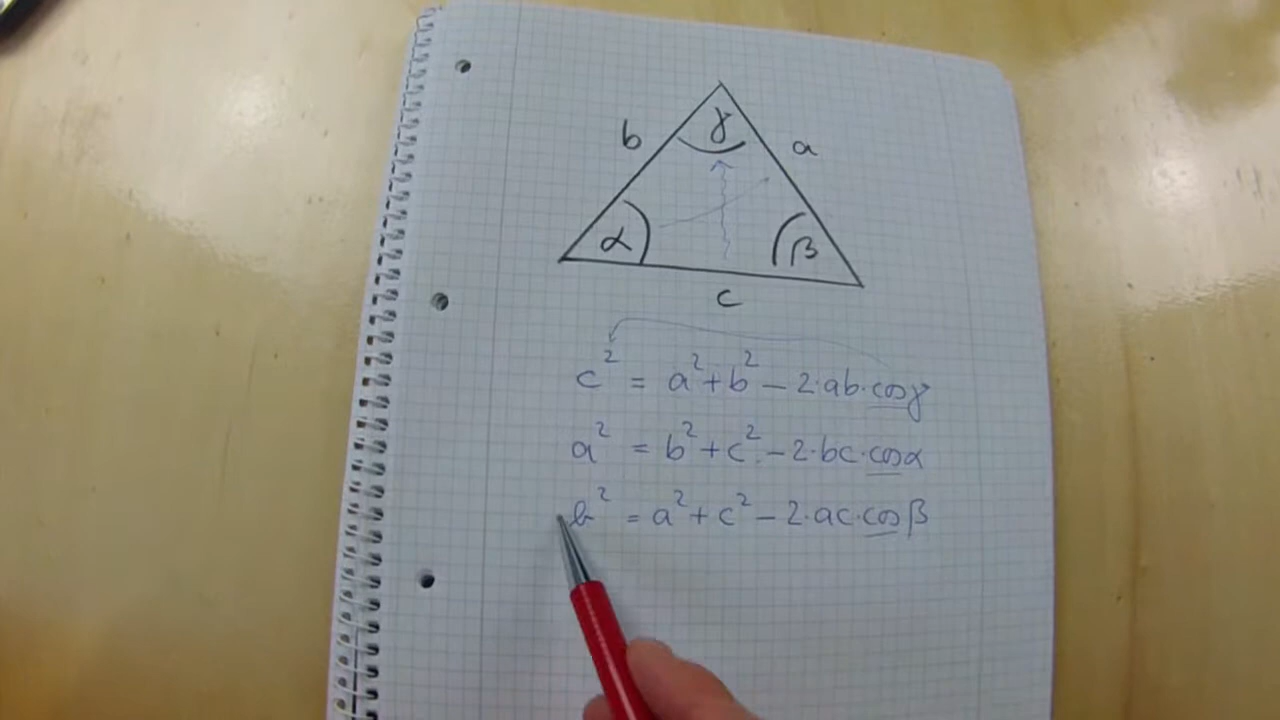 γ
b a
α β
c
c² = a² + b² - 2·ab·cosγ
a² = b² + c² - 2·bc·cosα
b² = a² + c² - 2·ac·cosβ